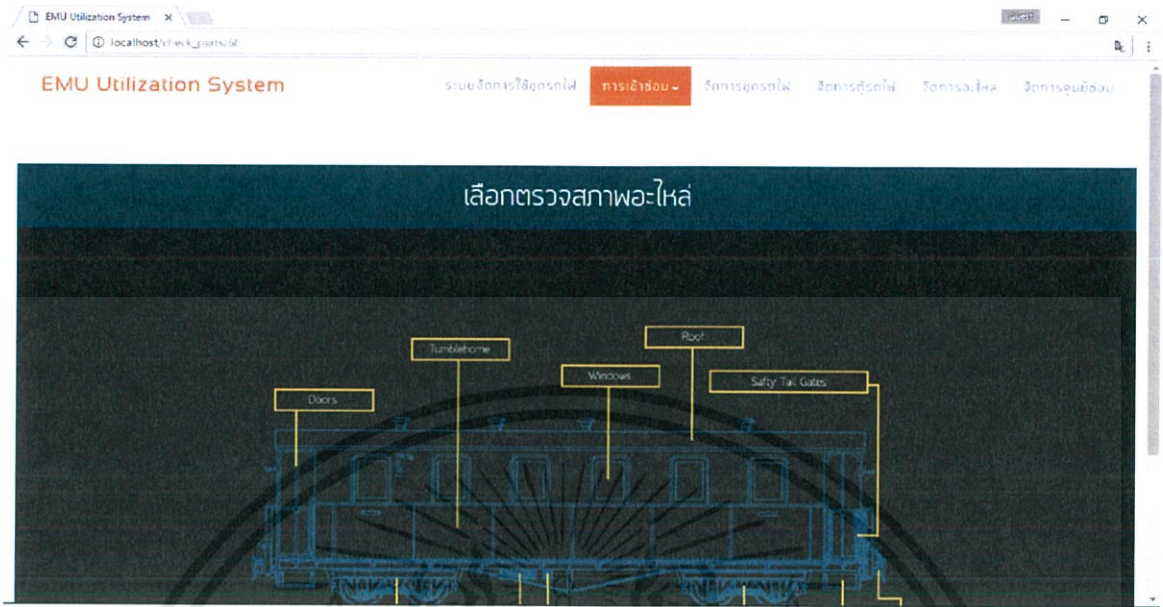 EMU Utilization System
localhost/check_parts/66
EMU Utilization System
ระบบจัดการใช้ชุดรถไฟ การเข้าซ่อม จัดการชุดรถไฟ จัดการตู้รถไฟ จัดการอะไหล่ จัดการศูนย์ซ่อม
เลือกตรวจสภาพอะไหล่
Roof
Tumblehome
Windows
Safty Tail Gates
Doors